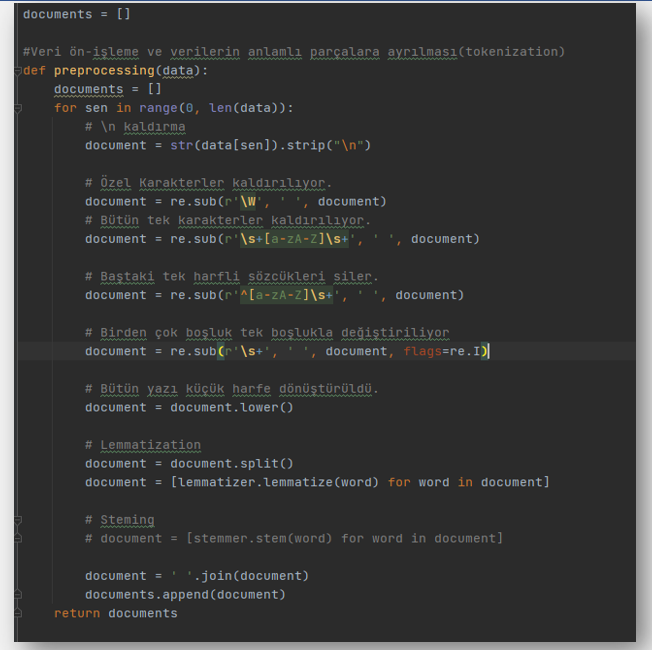 documents = []
#Veri ön-işleme ve verilerin anlamlı parçalara ayrılması(tokenization)
def preprocessing(data):
    documents = []
    for sen in range(0, len(data)):
        # \n kaldırma
        document = str(data[sen]).strip("\n")
        # Özel Karakterler kaldırılıyor.
        document = re.sub(r'\W', ' ', document)
        # Bütün tek karakterler kaldırılıyor.
        document = re.sub(r'\s+[a-zA-Z]\s+', ' ', document)
        # Baştaki tek harfli sözcükleri siler.
        document = re.sub(r'^[a-zA-Z]\s+', ' ', document)
        # Birden çok boşluk tek boşlukla değiştiriliyor
        document = re.sub(r'\s+', ' ', document, flags=re.I)
        # Bütün yazı küçük harfe dönüştürüldü.
        document = document.lower()
        # Lemmatization
        document = document.split()
        document = [lemmatizer.lemmatize(word) for word in document]
        # Steming
        # document = [stemmer.stem(word) for word in document]
        document = ' '.join(document)
        documents.append(document)
    return documents